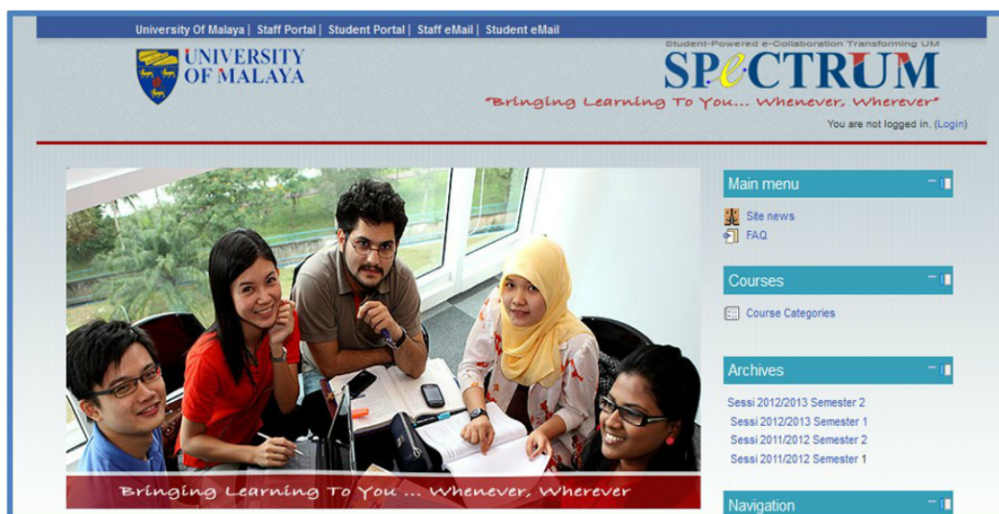 University Of Malaya | Staff Portal | Student Portal | Staff eMail | Student eMail
UNIVERSITY
OF MALAYA
Student-Powered e-Collaboration Transforming UM
SPeCTRUM
"Bringing Learning To You... Whenever, Wherever"
You are not logged in. (Login)
Bringing Learning To You ... Whenever, Wherever
Main menu
Site news
FAQ
Courses
Course Categories
Archives
Sessi 2012/2013 Semester 2
Sessi 2012/2013 Semester 1
Sessi 2011/2012 Semester 2
Sessi 2011/2012 Semester 1
Navigation